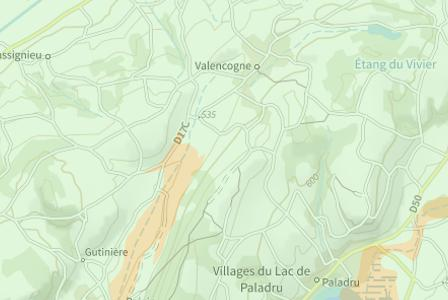 assignieu
Valencogne
Étang du Vivier
535
D17C
600
D50
Gutinière
Villages du Lac de
Paladru
Paladru